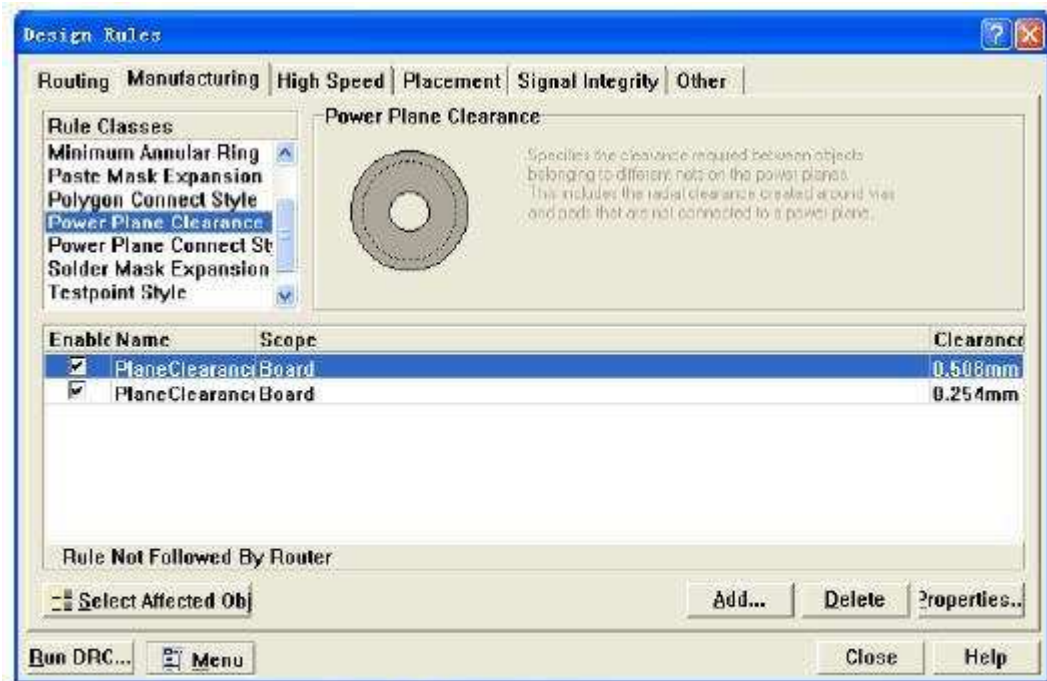 Design Rules
Routing Manufacturing High Speed Placement Signal Integrity Other
Rule Classes
Minimum Annular Ring
Paste Mask Expansion
Polygon Connect Style
Power Plane Clearance
Power Plane Connect St
Solder Mask Expansion
Testpoint Style
Power Plane Clearance
Specifies the clearance required between objects
belonging to different nets on the power planes.
This includes the radial clearance created around vias
and pads that are not connected to a power plane.
Enable Name Scope Clearance
PlaneClearanc Board 0.508mm
PlaneClearanc Board 0.254mm
Rule Not Followed By Router
Select Affected Obj
Add... Delete Properties..
Run DRC... Menu Close Help